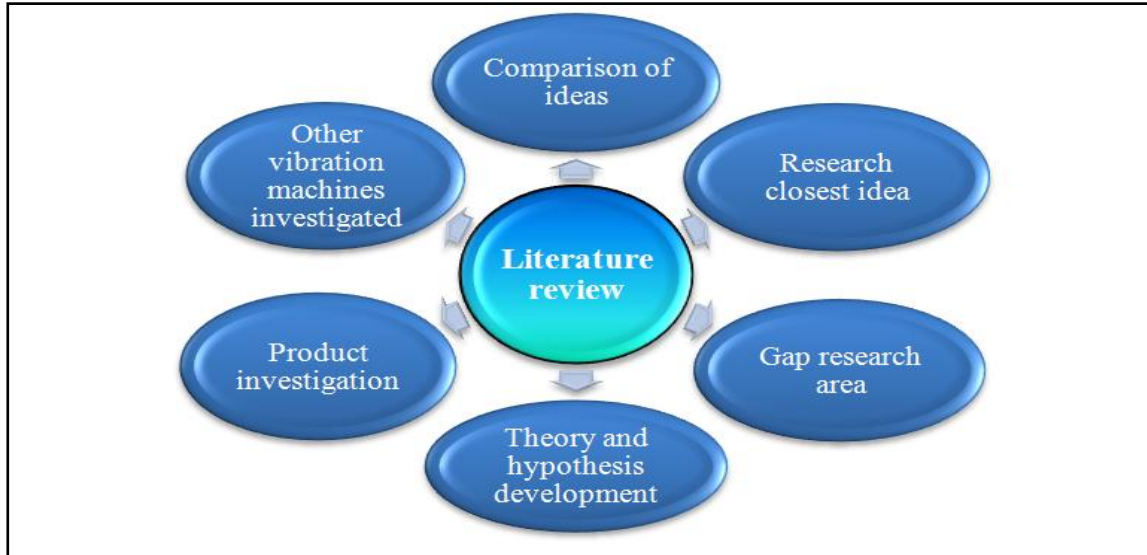 Comparison of
ideas
Research
closest idea
Gap research
area
Theory and
hypothesis
development
Product
investigation
Other
vibration
machines
investigated
Literature
review